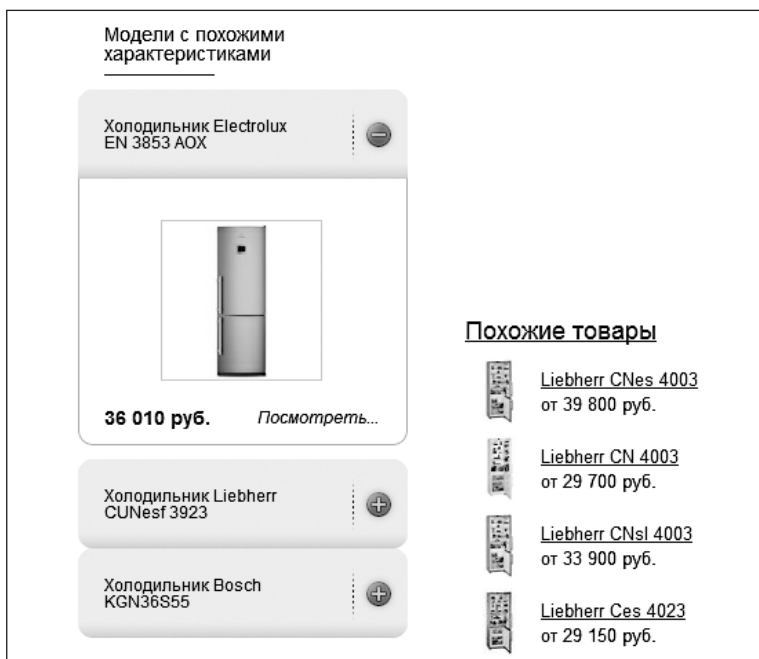 Модели с похожими
характеристиками
Холодильник Electrolux
EN 3853 AOX
36 010 руб.
Посмотреть...
Холодильник Liebherr
CUNesf 3923
Холодильник Bosch
KGN36S55
Похожие товары
Liebherr CNes 4003
от 39 800 руб.
Liebherr CN 4003
от 29 700 руб.
Liebherr CNsl 4003
от 33 900 руб.
Liebherr Ces 4023
от 29 150 руб.